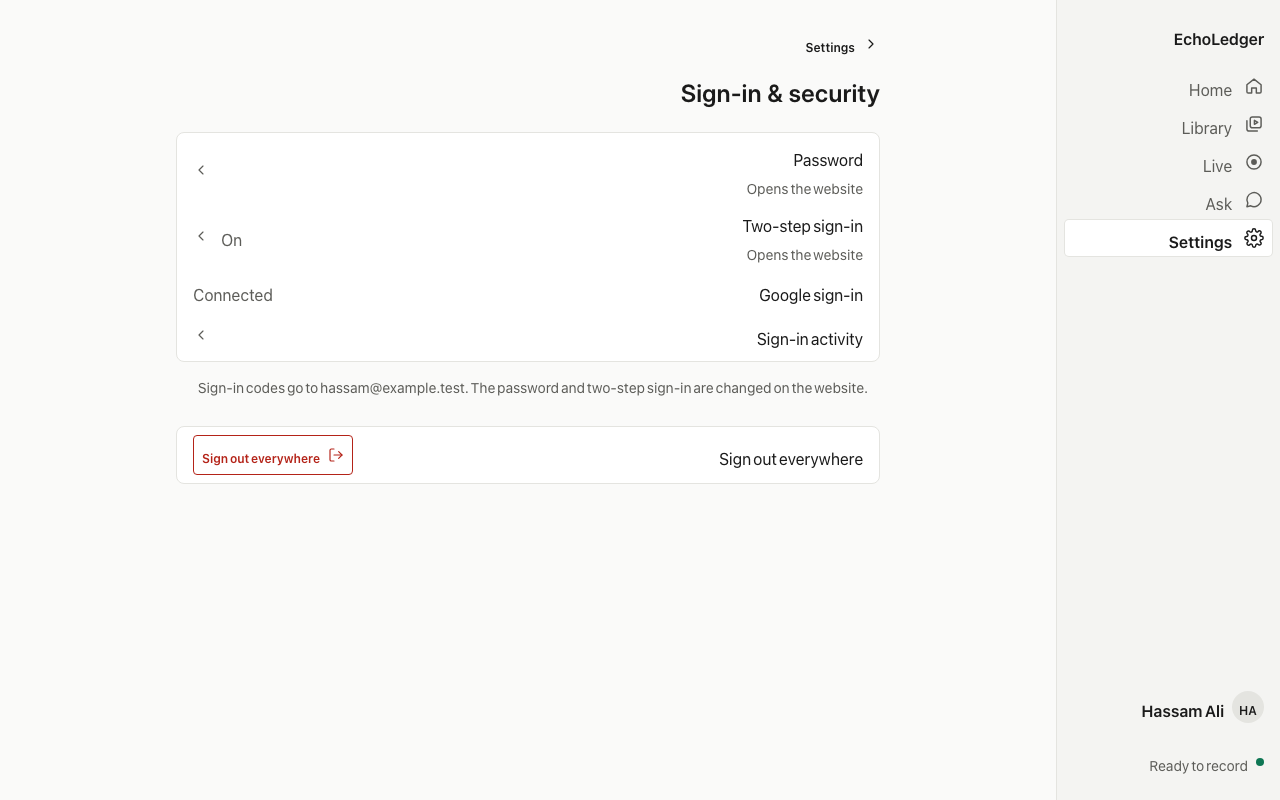 EchoLedger
Home
Library
Live
Ask
Settings
Hassam Ali
HA
Ready to record
Settings
Sign-in & security
Password
Opens the website
Two-step sign-in
Opens the website
On
Google sign-in
Connected
Sign-in activity
Sign-in codes go to hassam@example.test. The password and two-step sign-in are changed on the website.
Sign out everywhere
Sign out everywhere